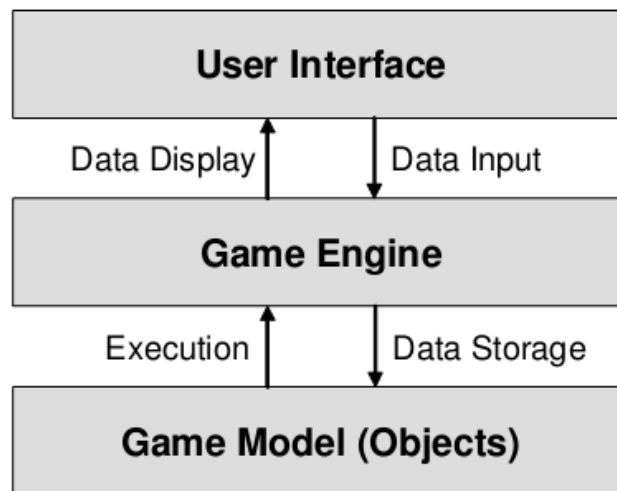 User Interface
Data Display
Data Input
Game Engine
Execution
Data Storage
Game Model (Objects)